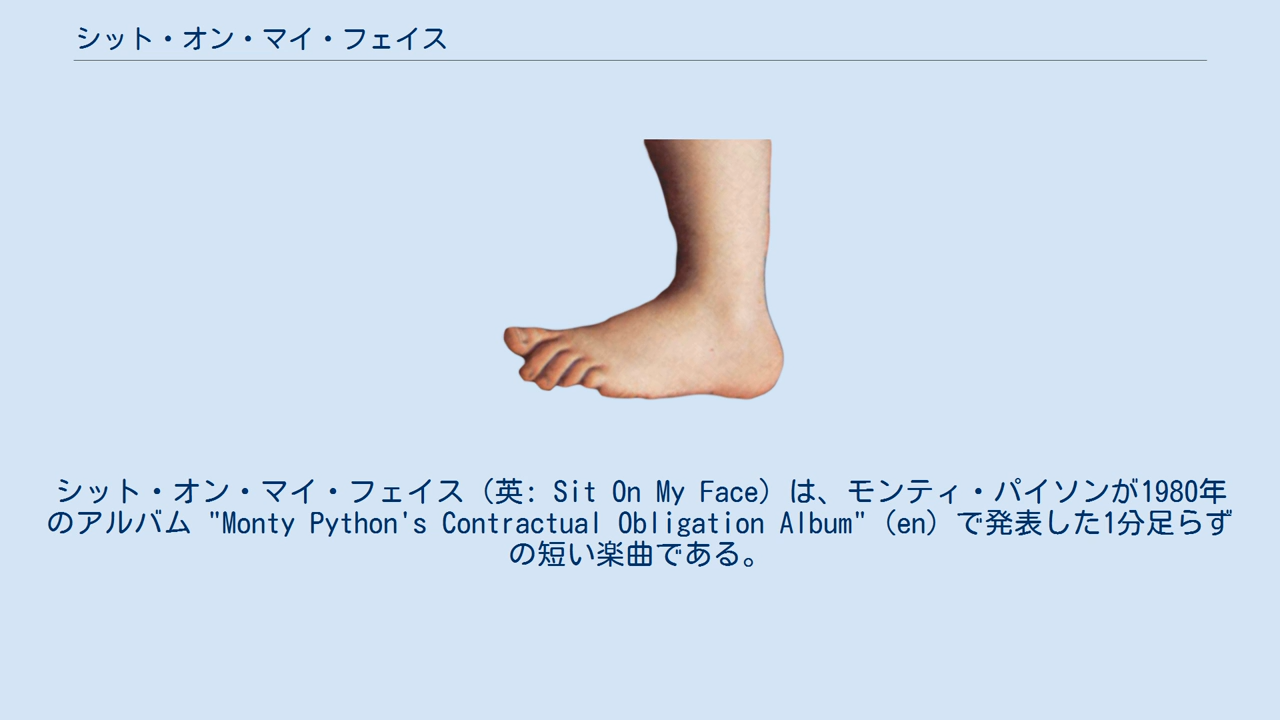 シット・オン・マイ・フェイス
シット・オン・マイ・フェイス（英: Sit On My Face）は、モンティ・パイソンが1980年
のアルバム "Monty Python's Contractual Obligation Album"（en）で発表した1分足らず
の短い楽曲である。